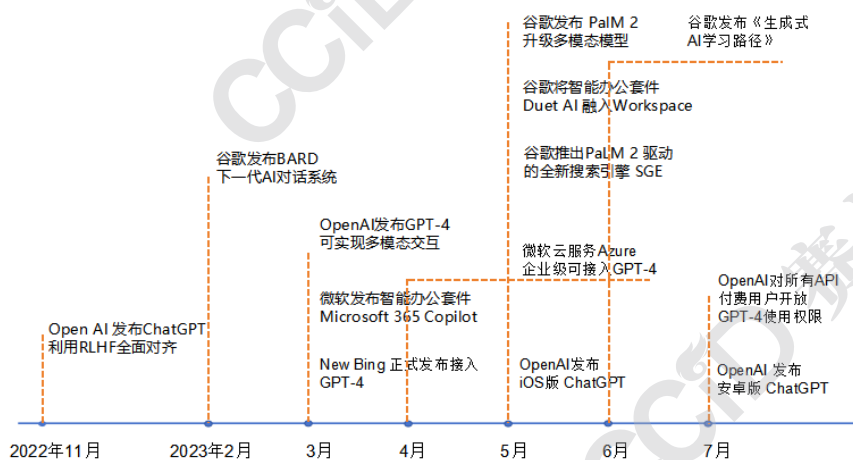 谷歌发布 PalM 2
升级多模态模型
谷歌发布《生成式
AI学习路径》
谷歌将智能办公套件
Duet AI 融入Workspace
谷歌发布BARD
下一代AI对话系统
谷歌推出PaLM 2 驱动
的全新搜索引擎 SGE
OpenAI发布GPT-4
可实现多模态交互
微软云服务Azure
企业级可接入GPT-4
微软发布智能办公套件
Microsoft 365 Copilot
OpenAI对所有API
付费用户开放
GPT-4使用权限
Open AI 发布ChatGPT
利用RLHF全面对齐
New Bing 正式发布接入
GPT-4
OpenAI发布
iOS版 ChatGPT
OpenAI 发布
安卓版 ChatGPT
2022年11月
2023年2月
3月
4月
5月
6月
7月
CCID
CCID 赛